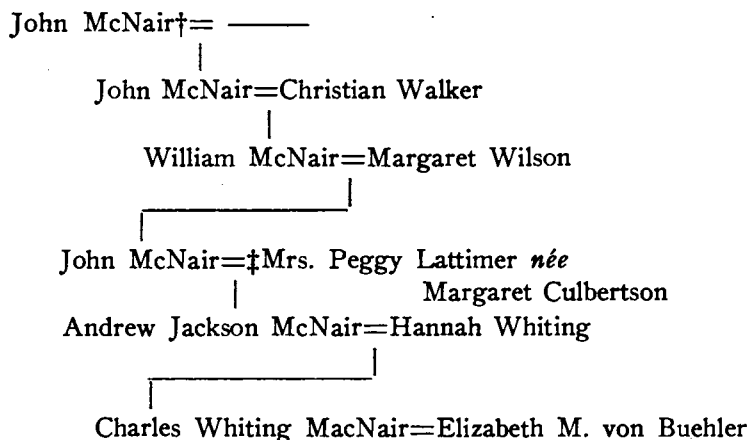 John McNair†= ———
John McNair=Christian Walker
William McNair=Margaret Wilson
John McNair=‡Mrs. Peggy Lattimer née
Margaret Culbertson
Andrew Jackson McNair=Hannah Whiting
Charles Whiting MacNair=Elizabeth M. von Buehler